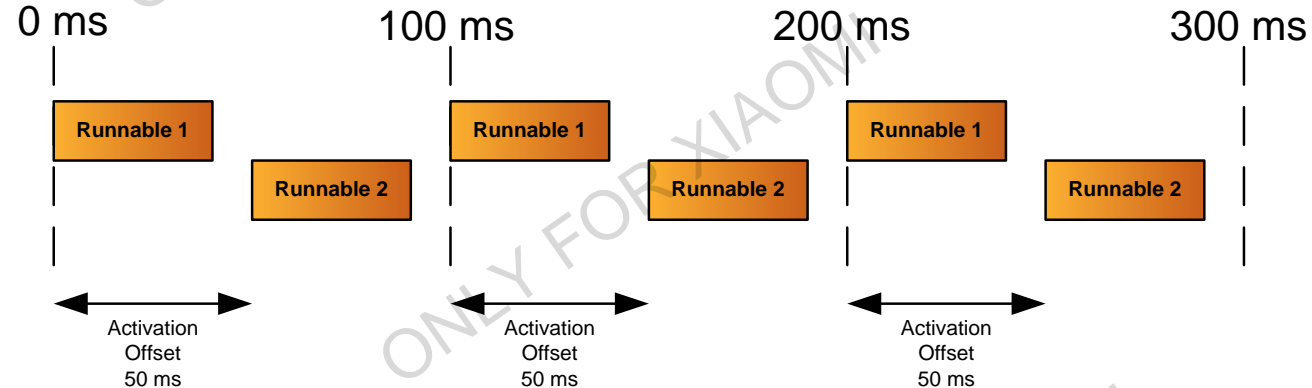 0 ms 100 ms 200 ms 300 ms
Runnable 1 Runnable 1 Runnable 1
Runnable 2 Runnable 2 Runnable 2
ONLY FOR XIAOMI
Activation Activation Activation
Offset Offset Offset
50 ms 50 ms 50 ms